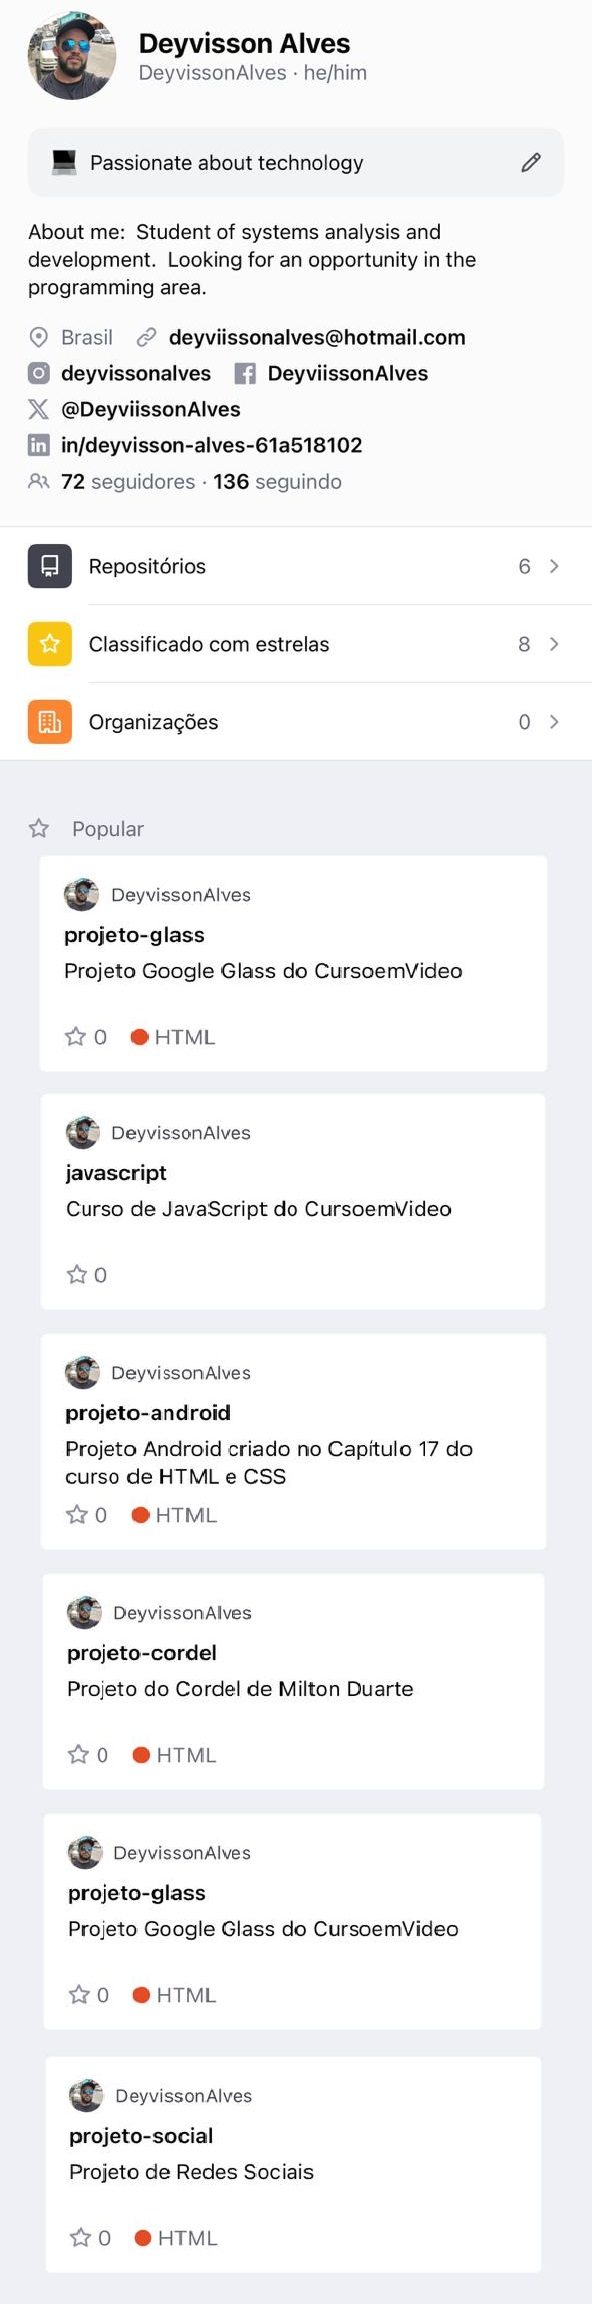 Deyvisson Alves
DeyvissonAlves · he/him
Passionate about technology
About me:  Student of systems analysis and
development.  Looking for an opportunity in the
programming area.
Brasil deyviissonalves@hotmail.com
deyvissonalves DeyviissonAlves
@DeyviissonAlves
in/deyvisson-alves-61a518102
72 seguidores · 136 seguindo
Repositórios 6
Classificado com estrelas 8
Organizações 0
Popular
DeyvissonAlves
projeto-glass
Projeto Google Glass do CursoemVideo
0 HTML
DeyvissonAlves
javascript
Curso de JavaScript do CursoemVideo
0
DeyvissonAlves
projeto-android
Projeto Android criado no Capítulo 17 do
curso de HTML e CSS
0 HTML
DeyvissonAlves
projeto-cordel
Projeto do Cordel de Milton Duarte
0 HTML
DeyvissonAlves
projeto-glass
Projeto Google Glass do CursoemVideo
0 HTML
DeyvissonAlves
projeto-social
Projeto de Redes Sociais
0 HTML